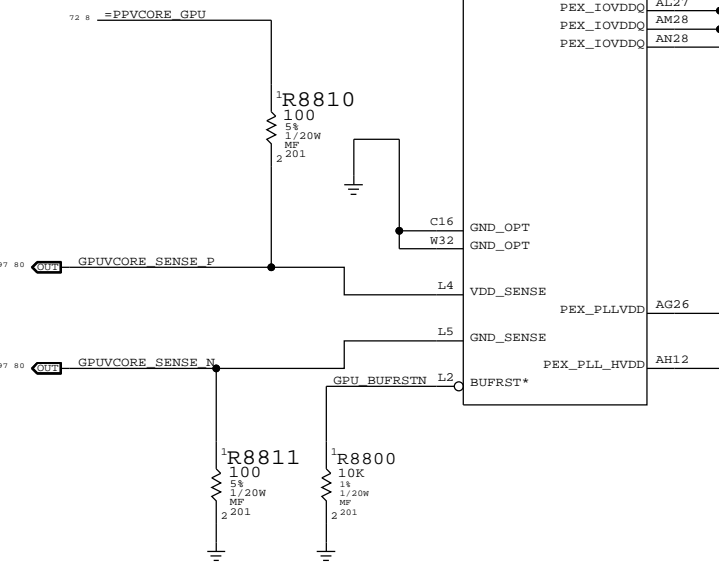 PEX_IOVDDQ AL27
PEX_IOVDDQ AM28
PEX_IOVDDQ AN28
72 8 =PPVCORE_GPU
1 R8810
100
5%
1/20W
MF
2 201
C16 GND_OPT
W32 GND_OPT
97 80 OUT GPUVCORE_SENSE_P
L4 VDD_SENSE
PEX_PLLVDD AG26
L5 GND_SENSE
97 80 OUT GPUVCORE_SENSE_N
PEX_PLL_HVDD AH12
GPU_BUFRSTN L2 BUFRST*
1 R8811
100
5%
1/20W
MF
2 201
1 R8800
10K
1%
1/20W
MF
2 201